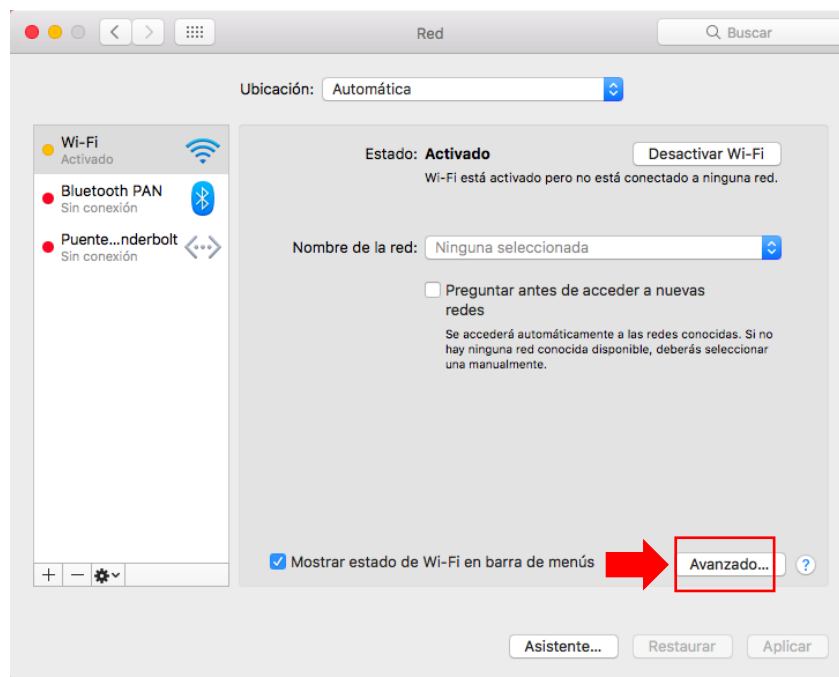 Red
Buscar
Ubicación: Automática
Wi-Fi
Activado
Bluetooth PAN
Sin conexión
Puente...nderbolt
Sin conexión
Estado: Activado
Desactivar Wi-Fi
Wi-Fi está activado pero no está conectado a ninguna red.
Nombre de la red: Ninguna seleccionada
Preguntar antes de acceder a nuevas
redes
Se accederá automáticamente a las redes conocidas. Si no
hay ninguna red conocida disponible, deberás seleccionar
una manualmente.
Mostrar estado de Wi-Fi en barra de menús
Avanzado...
?
Asistente...
Restaurar
Aplicar